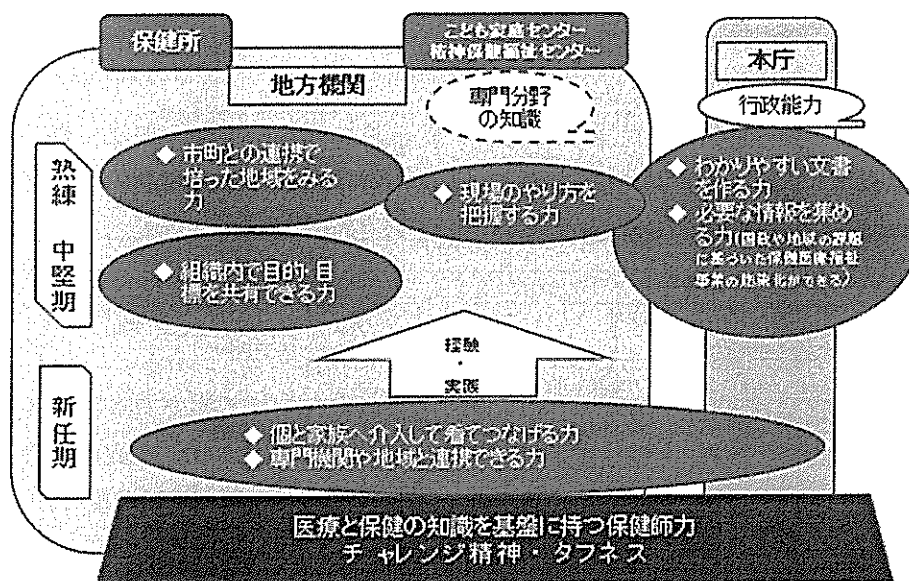 保健所
こども家庭センター
精神保健福祉センター
地方機関
本庁
専門分野
の知識
行政能力
熟練 中堅期
◆ 市町との連携で
培った地域をみる
力
◆ 現場のやり方を
把握する力
◆ わかりやすい文書
を作る力
◆ 必要な情報を集め
る力(国政や地域の課題
に基づいた保健医療福祉
事業の施策化ができる)
◆ 組織内で目的・目
標を共有できる力
経験
・
実践
新任期
◆ 個と家族へ介入して着てつなげる力
◆ 専門機関や地域と連携できる力
医療と保健の知識を基盤に持つ保健師力
チャレンジ精神・タフネス